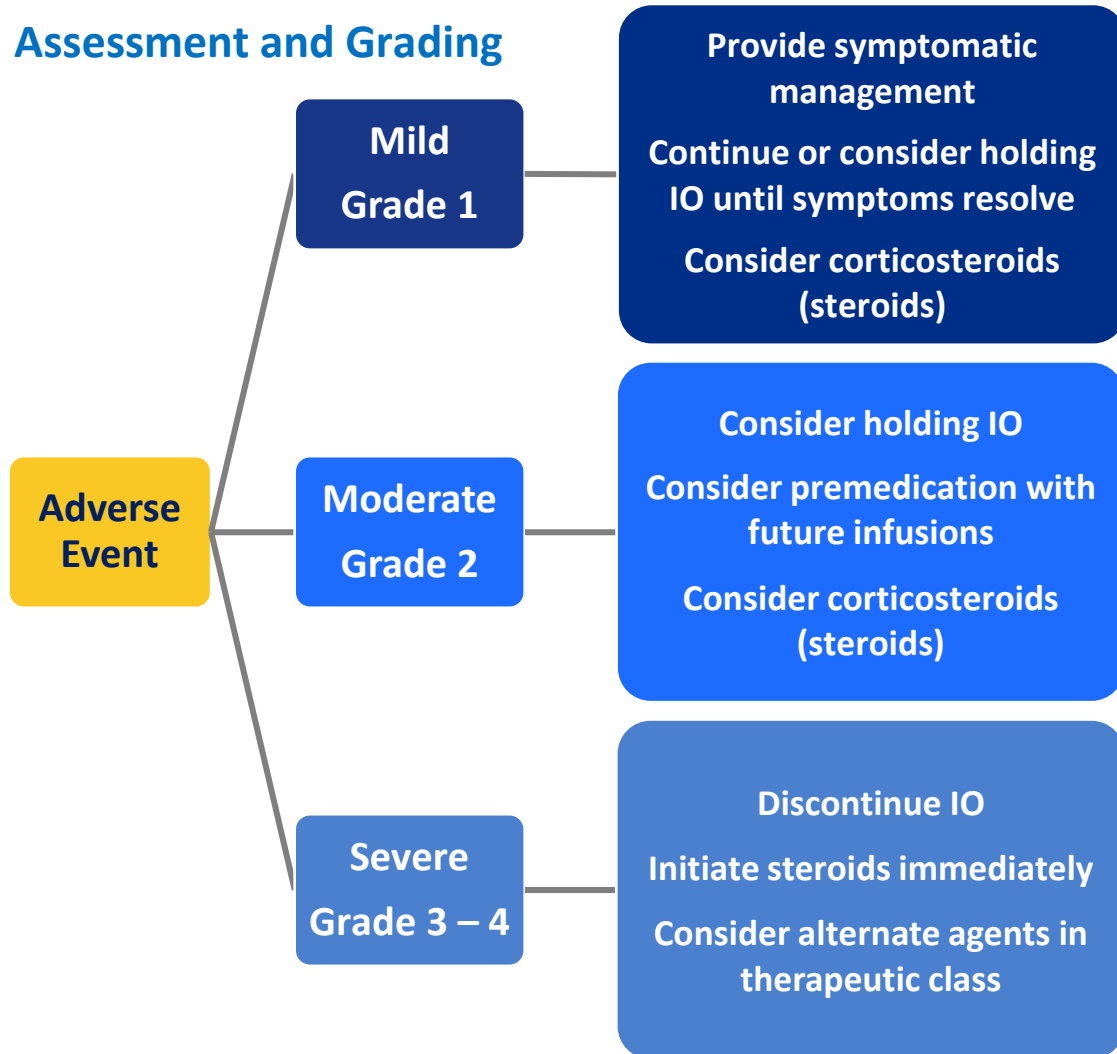 Assessment and Grading
Adverse
Event
Mild
Grade 1
Provide symptomatic
management
Continue or consider holding
IO until symptoms resolve
Consider corticosteroids
(steroids)
Moderate
Grade 2
Consider holding IO
Consider premedication with
future infusions
Consider corticosteroids
(steroids)
Severe
Grade 3 – 4
Discontinue IO
Initiate steroids immediately
Consider alternate agents in
therapeutic class